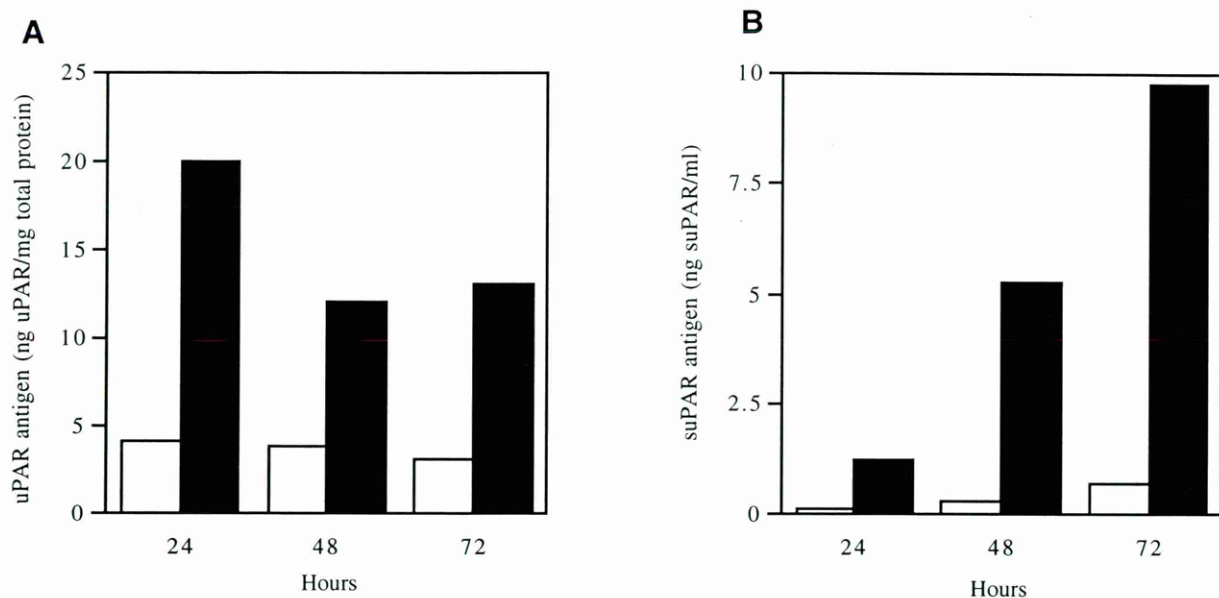 A
uPAR antigen (ng uPAR/mg total protein)
25
20
15
10
5
0
24
48
72
Hours
B
suPAR antigen (ng suPAR/ml)
10
7.5
5
2.5
0
24
48
72
Hours